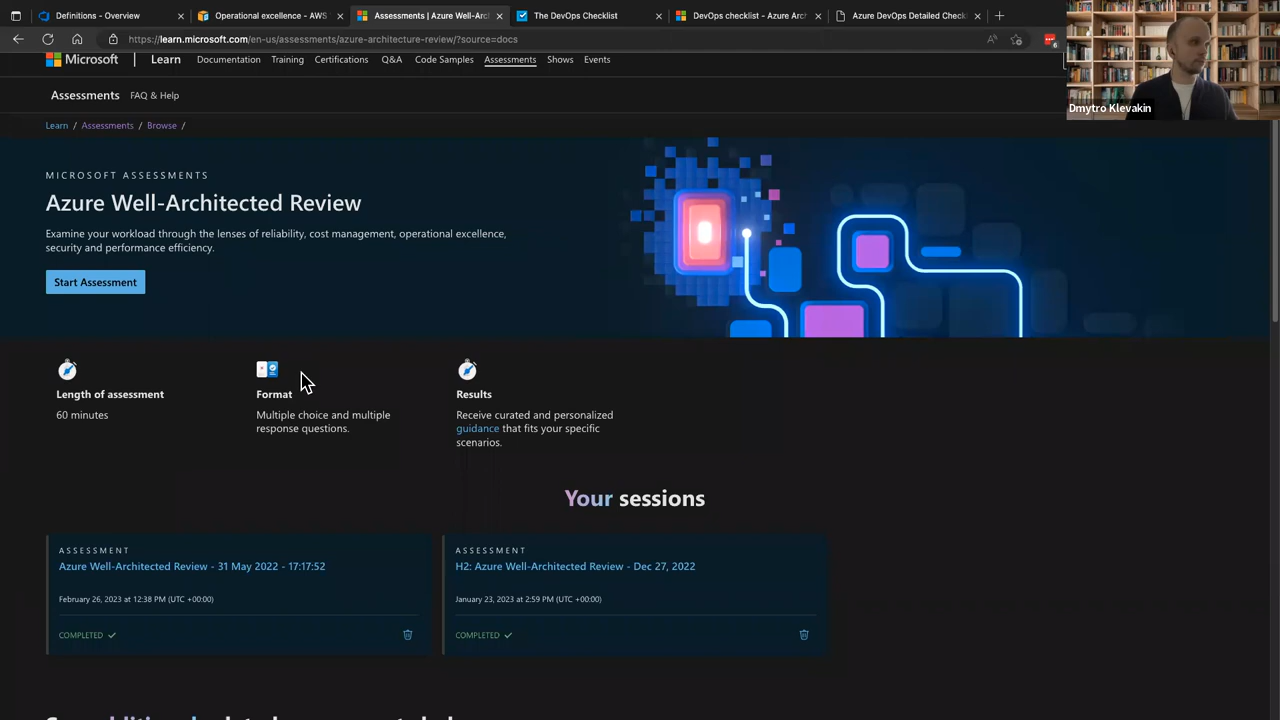 Definitions - Overview
Operational excellence - AWS
Assessments | Azure Well-Arc
The DevOps Checklist
DevOps checklist - Azure Arc
Azure DevOps Detailed Check
https://learn.microsoft.com/en-us/assessments/azure-architecture-review/?source=docs
6
Microsoft
Learn
Documentation
Training
Certifications
Q&A
Code Samples
Assessments
Shows
Events
Assessments
FAQ & Help
Dmytro Klevakin
Learn / Assessments / Browse /
MICROSOFT ASSESSMENTS
Azure Well-Architected Review
Examine your workload through the lenses of reliability, cost management, operational excellence,
security and performance efficiency.
Start Assessment
Length of assessment
60 minutes
Format
Multiple choice and multiple
response questions.
Results
Receive curated and personalized
guidance that fits your specific
scenarios.
Your sessions
ASSESSMENT
Azure Well-Architected Review - 31 May 2022 - 17:17:52
February 26, 2023 at 12:38 PM (UTC +00:00)
COMPLETED
ASSESSMENT
H2: Azure Well-Architected Review - Dec 27, 2022
January 23, 2023 at 2:59 PM (UTC +00:00)
COMPLETED